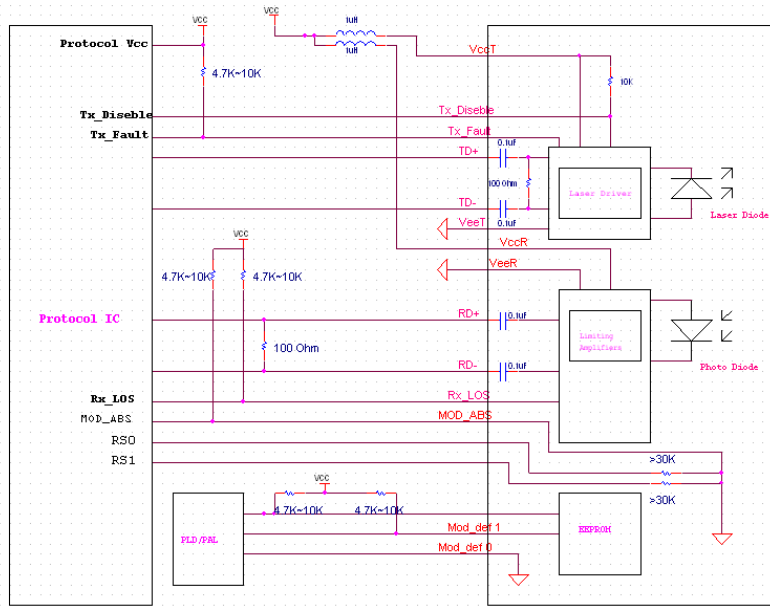 VCC
VCC
1uH
1uH
Protocol Vcc
4.7K~10K
VccT
10K
Tx_Diseble
Tx_Diseble
Tx_Fault
Tx_Fault
0.1uf
TD+
100 Ohm
Laser Driver
TD-
0.1uf
Laser Diode
VeeT
VccR
VCC
VeeR
4.7K~10K
4.7K~10K
Protocol IC
RD+
0.1uf
Limiting
Amplifiers
100 Ohm
RD-
0.1uf
Photo Diode
Rx_LOS
Rx_LOS
MOD_ABS
MOD_ABS
RS0
RS1
>30K
>30K
VCC
4.7K~10K
4.7K~10K
PLD/PAL
Mod_def 1
EEPROM
Mod_def 0